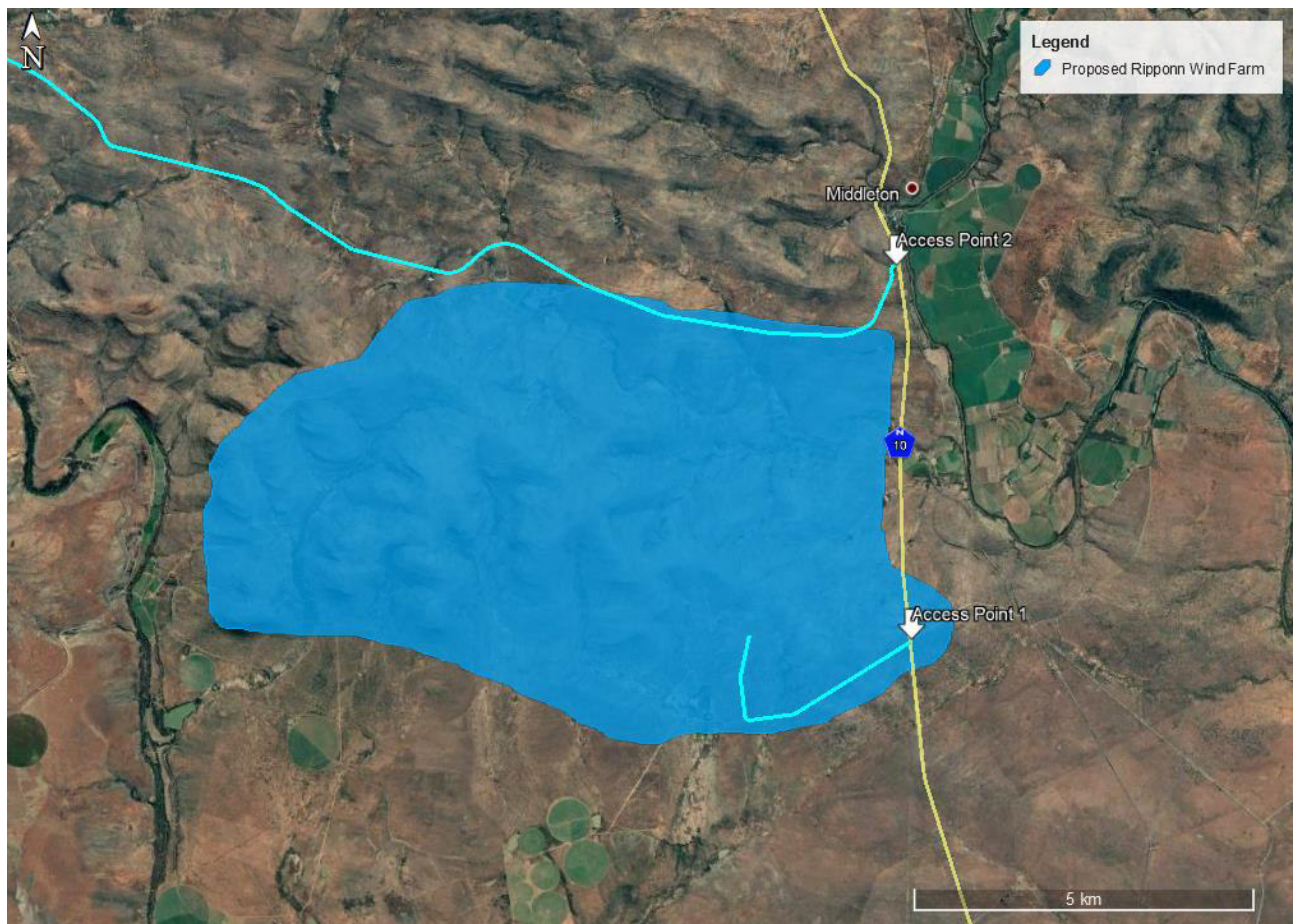 N
Legend
Proposed Ripponn Wind Farm
Middleton
Access Point 2
N
10
Access Point 1
5 km